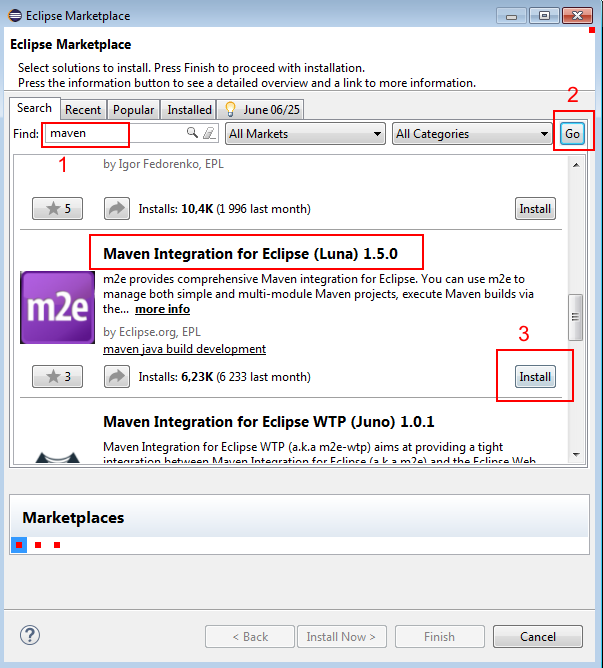 Eclipse Marketplace
Eclipse Marketplace
Select solutions to install. Press Finish to proceed with installation.
Press the information button to see a detailed overview and a link to more information.
Search Recent Popular Installed June 06/25
2
Find: maven All Markets All Categories Go
1
by Igor Fedorenko, EPL
5 Installs: 10,4K (1 996 last month) Install
Maven Integration for Eclipse (Luna) 1.5.0
m2e
m2e provides comprehensive Maven integration for Eclipse. You can use m2e to
manage both simple and multi-module Maven projects, execute Maven builds via
the... more info
by Eclipse.org, EPL
3
maven java build development
3 Installs: 6,23K (6 233 last month) Install
Maven Integration for Eclipse WTP (Juno) 1.0.1
Maven Integration for Eclipse WTP (a.k.a m2e-wtp) aims at providing a tight
integration between Maven Integration for Eclipse (a.k.a m2e) and the Eclipse Web
Marketplaces
? < Back Install Now > Finish Cancel